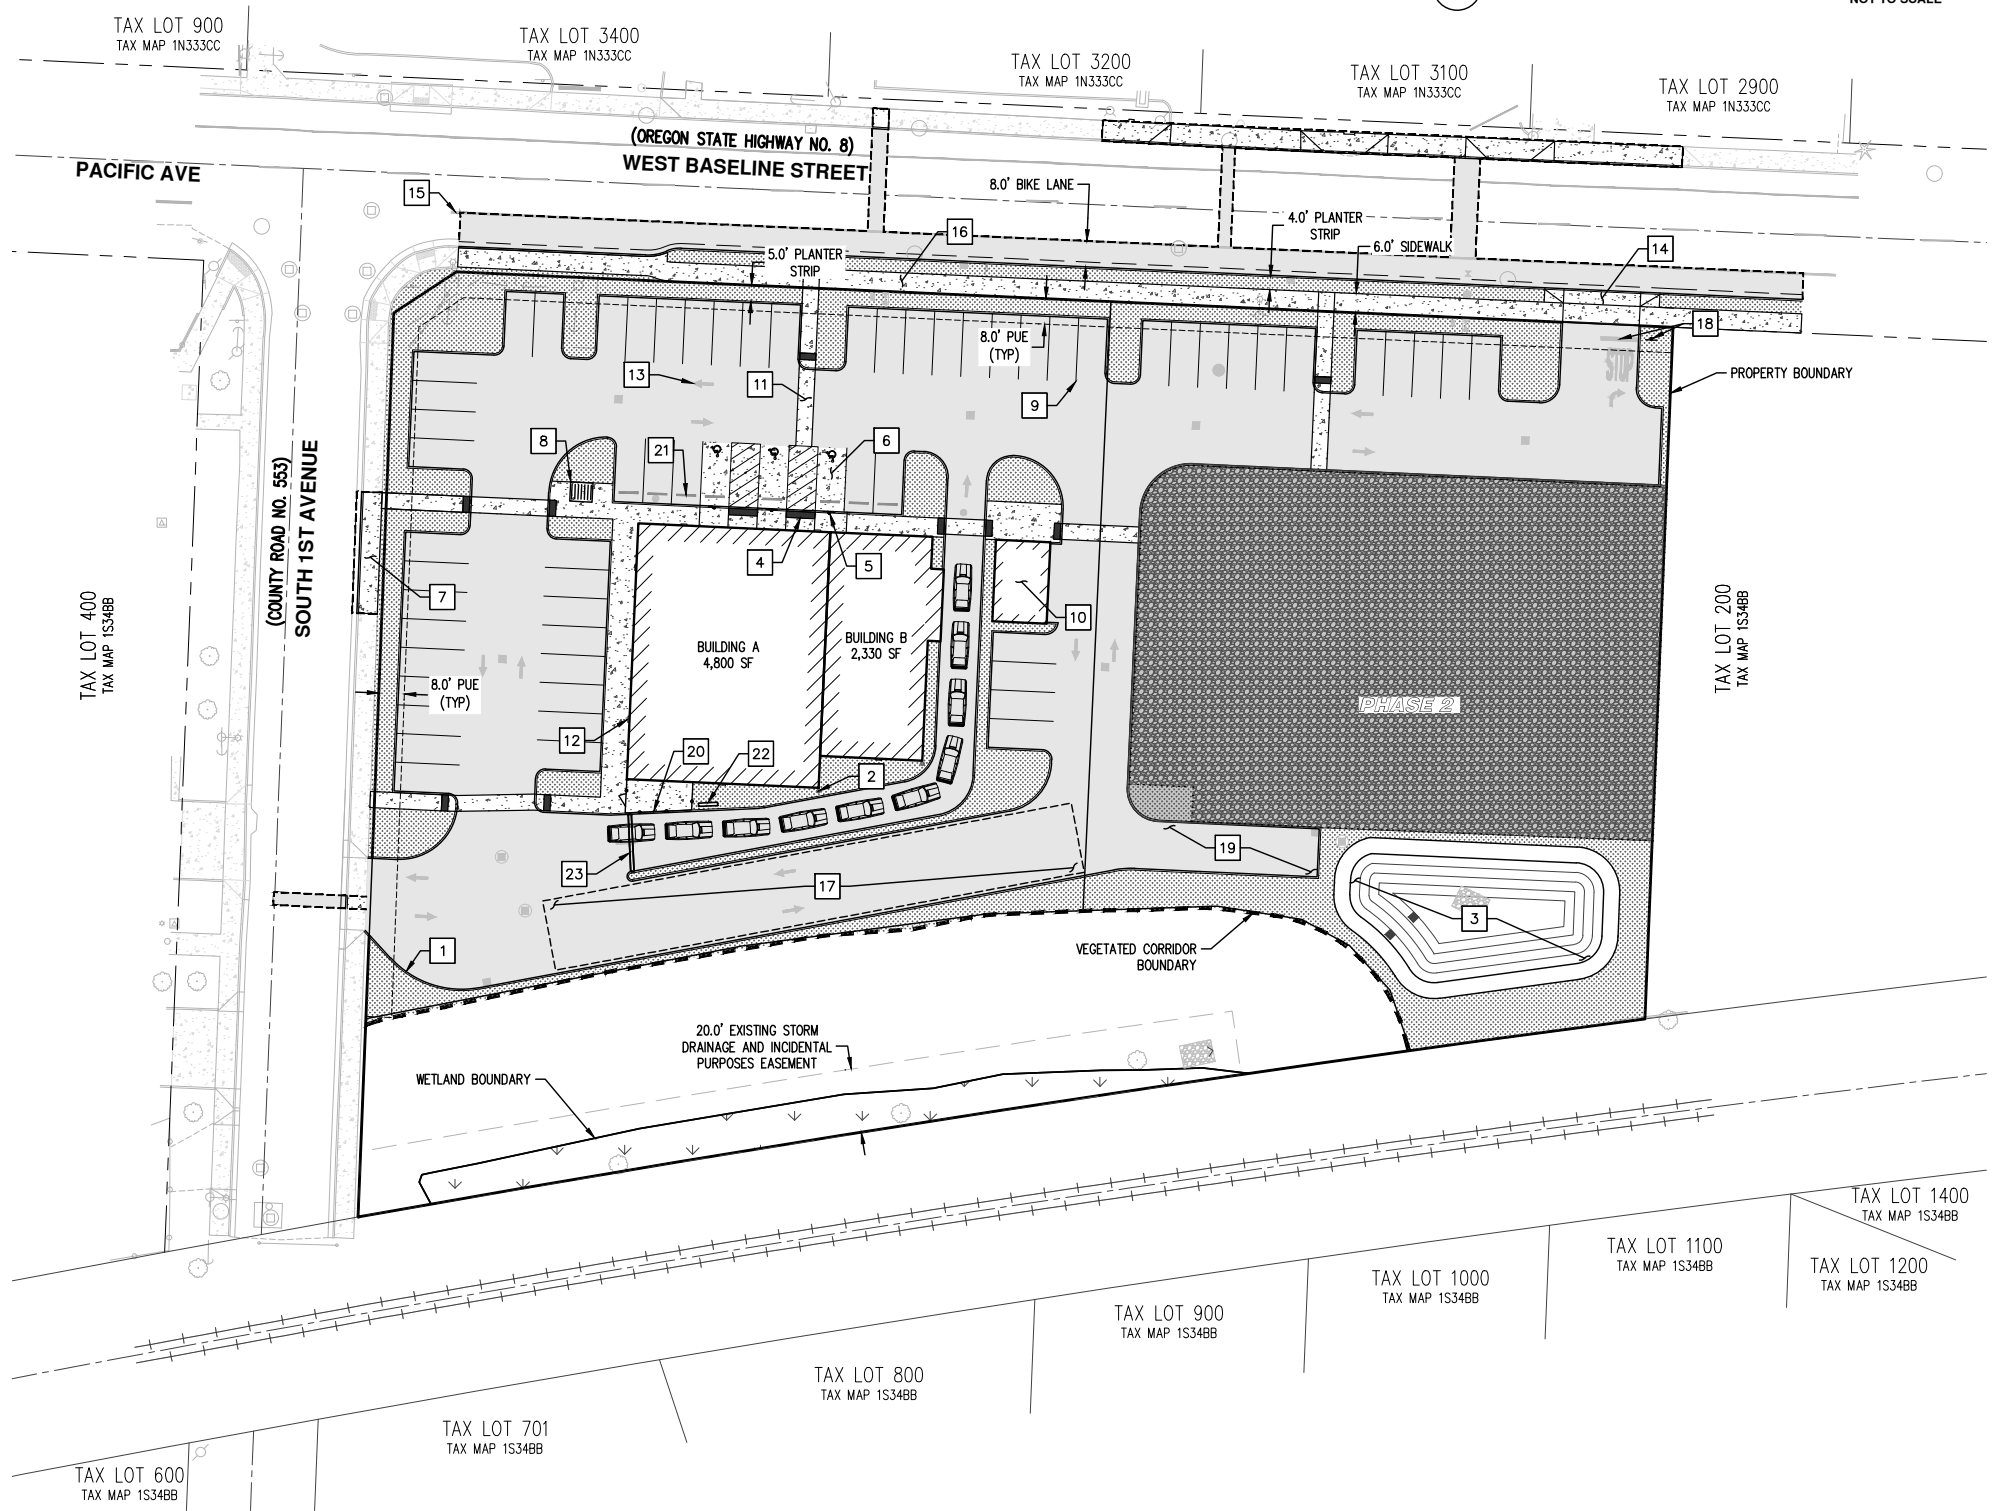 NOT TO SCALE
TAX LOT 900
TAX MAP 1N333CC
TAX LOT 3400
TAX MAP 1N333CC
TAX LOT 3200
TAX MAP 1N333CC
TAX LOT 3100
TAX MAP 1N333CC
TAX LOT 2900
TAX MAP 1N333CC
(OREGON STATE HIGHWAY NO. 8)
WEST BASELINE STREET
PACIFIC AVE
15
8.0' BIKE LANE
16
4.0' PLANTER
STRIP
6.0' SIDEWALK
14
5.0' PLANTER
STRIP
18
8.0' PUE
(TYP)
STOP
PROPERTY BOUNDARY
13
11
9
8
21
6
(COUNTY ROAD NO. 553)
SOUTH 1ST AVENUE
4
5
7
10
TAX LOT 400
TAX MAP 1S34BB
BUILDING A
4,800 SF
BUILDING B
2,330 SF
TAX LOT 200
TAX MAP 1S34BB
8.0' PUE
(TYP)
PHASE 2
12
20
22
2
23
17
19
3
1
VEGETATED CORRIDOR
BOUNDARY
20.0' EXISTING STORM
DRAINAGE AND INCIDENTAL
PURPOSES EASEMENT
WETLAND BOUNDARY
TAX LOT 1400
TAX MAP 1S34BB
TAX LOT 1100
TAX MAP 1S34BB
TAX LOT 1200
TAX MAP 1S34BB
TAX LOT 1000
TAX MAP 1S34BB
TAX LOT 900
TAX MAP 1S34BB
TAX LOT 800
TAX MAP 1S34BB
TAX LOT 701
TAX MAP 1S34BB
TAX LOT 600
TAX MAP 1S34BB